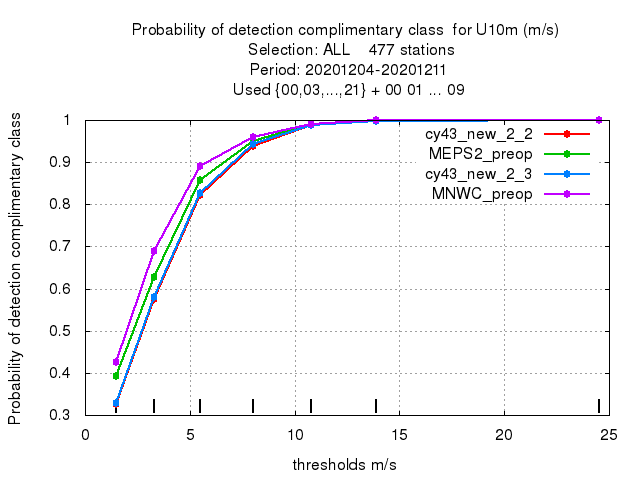 Probability of detection complimentary class  for U10m (m/s)
Selection: ALL    477 stations
Period: 20201204-20201211
Used {00,03,...,21} + 00 01 ... 09
Probability of detection complimentary class
1
0.9
0.8
0.7
0.6
0.5
0.4
0.3
cy43_new_2_2
MEPS2_preop
cy43_new_2_3
MNWC_preop
0 5 10 15 20 25
thresholds m/s